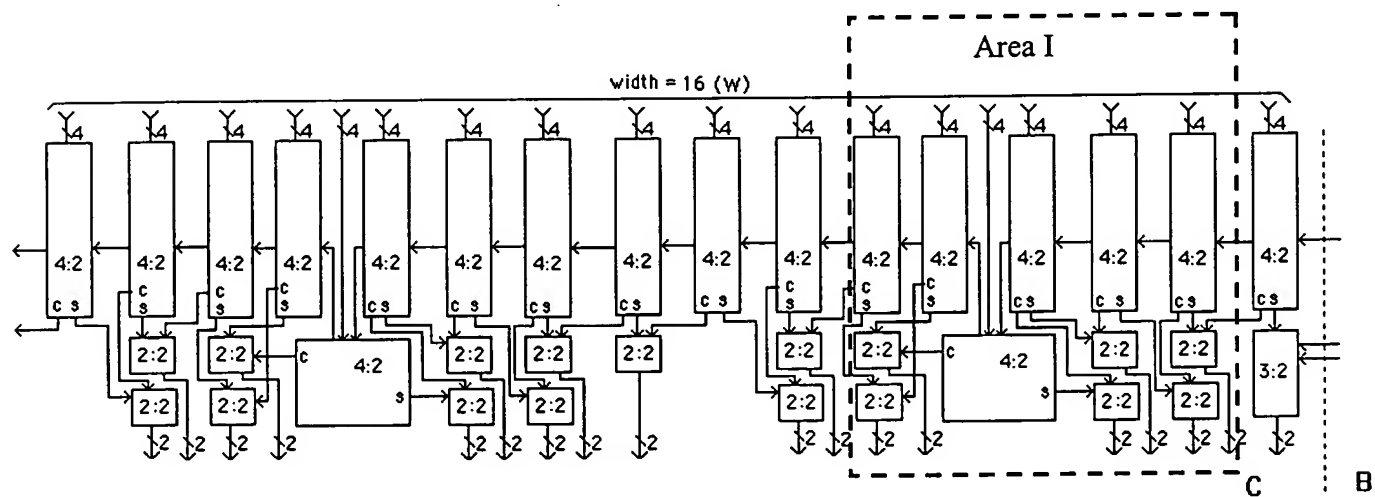 Area I
width = 16 (W)
4 4 4 4 4 4 4 4 4 4 4 4 4 4 4 4 4 4
4:2 4:2 4:2 4:2 4:2 4:2 4:2 4:2 4:2 4:2 4:2 4:2 4:2 4:2 4:2 4:2
C S C S C S C S C S C S C S C S C S C S C S C S C S C S C S C S
2:2 2:2 C 4:2 2:2 2:2 2:2 2:2 2:2 C 4:2 2:2 2:2 3:2
2:2 2:2 S 2:2 2:2 2:2 2:2 S 2:2 2:2
2 2 2 2 2 2 2 2 2 2 2 2 2 2 2 2 2 2
C B